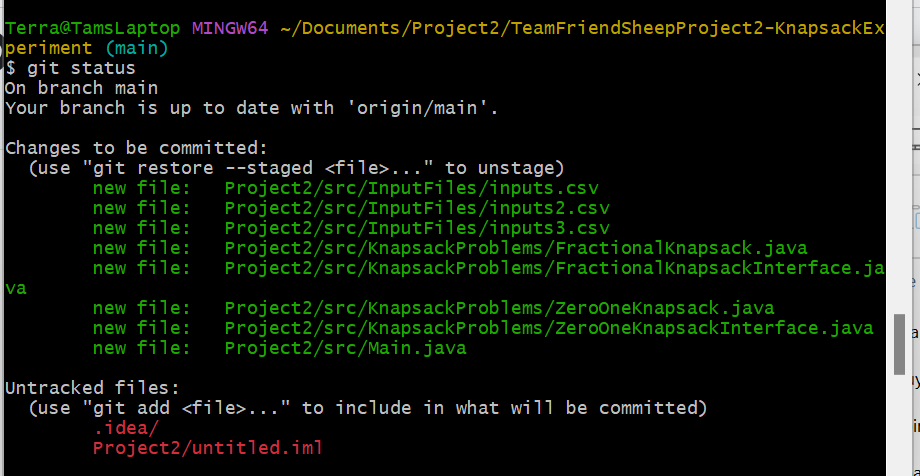 Terra@TamsLaptop MINGW64 ~/Documents/Project2/TeamFriendSheepProject2-KnapsackEx
periment (main)
$ git status
On branch main
Your branch is up to date with 'origin/main'.

Changes to be committed:
  (use "git restore --staged <file>..." to unstage)
        new file:   Project2/src/InputFiles/inputs.csv
        new file:   Project2/src/InputFiles/inputs2.csv
        new file:   Project2/src/InputFiles/inputs3.csv
        new file:   Project2/src/KnapsackProblems/FractionalKnapsack.java
        new file:   Project2/src/KnapsackProblems/FractionalKnapsackInterface.ja
va
        new file:   Project2/src/KnapsackProblems/ZeroOneKnapsack.java
        new file:   Project2/src/KnapsackProblems/ZeroOneKnapsackInterface.java
        new file:   Project2/src/Main.java

Untracked files:
  (use "git add <file>..." to include in what will be committed)
        .idea/
        Project2/untitled.iml